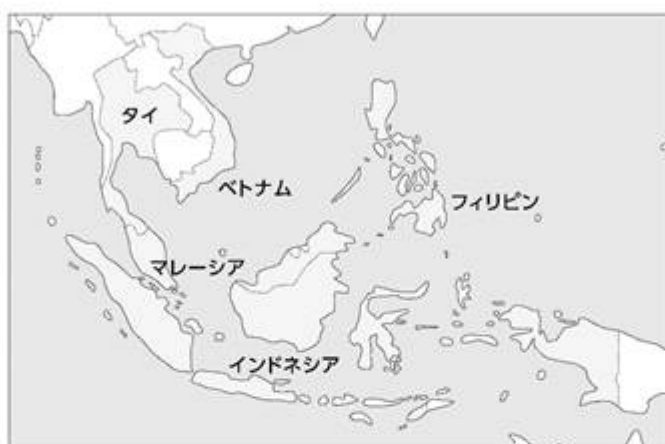 タイ
ベトナム
フィリピン
マレーシア
インドネシア